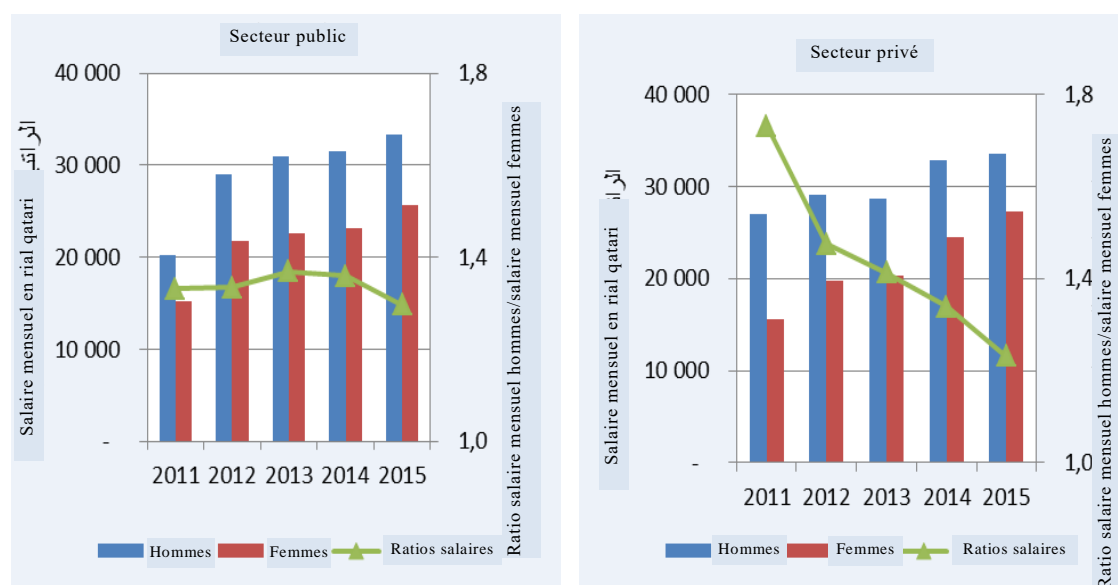 Secteur public
40 000
30 000
20 000
10 000
-
1,8
1,4
1,0
Salaire mensuel en rial qatari
Ratio salaire mensuel hommes/salaire mensuel femmes
2011 2012 2013 2014 2015
Hommes Femmes Ratios salaires
Secteur privé
40 000
30 000
20 000
10 000
-
1,8
1,4
1,0
Salaire mensuel en rial qatari
Ratio salaire mensuel hommes/salaire mensuel femmes
2011 2012 2013 2014 2015
Hommes Femmes Ratios salaires